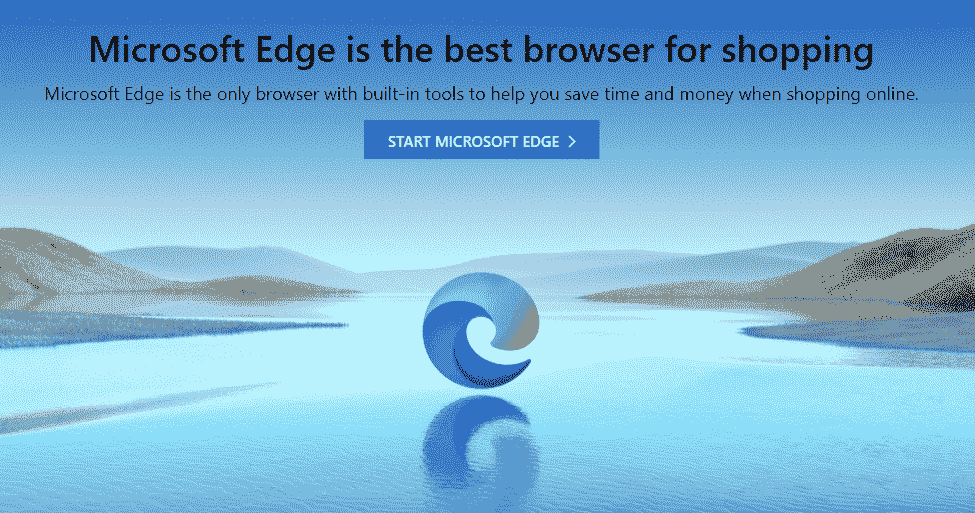 Microsoft Edge is the best browser for shopping
Microsoft Edge is the only browser with built-in tools to help you save time and money when shopping online.
START MICROSOFT EDGE >